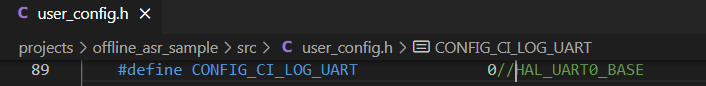 C user_config.h ×
projects > offline_asr_sample > src > C user_config.h > CONFIG_CI_LOG_UART
89 #define CONFIG_CI_LOG_UART 0//HAL_UART0_BASE